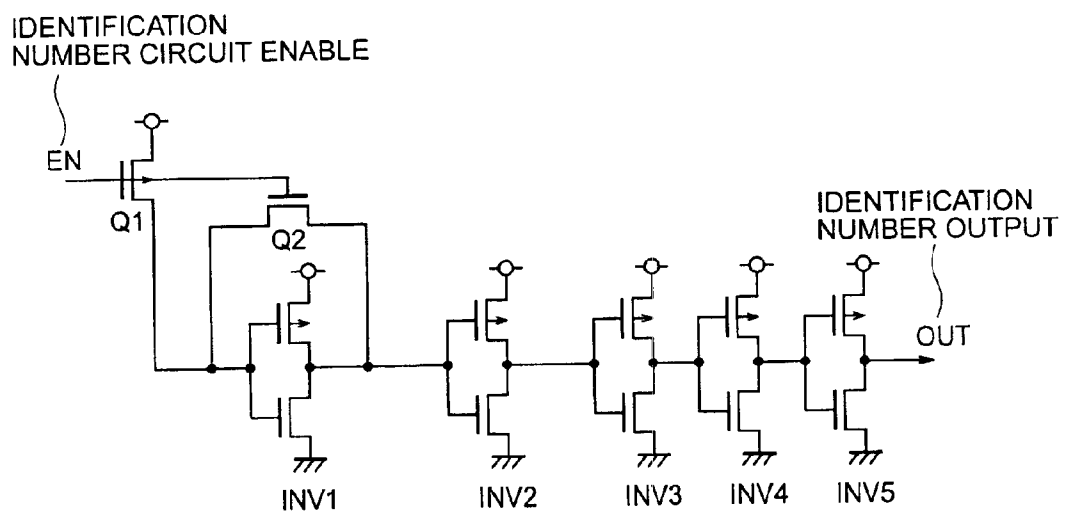 IDENTIFICATION
NUMBER CIRCUIT ENABLE
EN
Q1
Q2
IDENTIFICATION
NUMBER OUTPUT
OUT
INV1
INV2
INV3
INV4
INV5